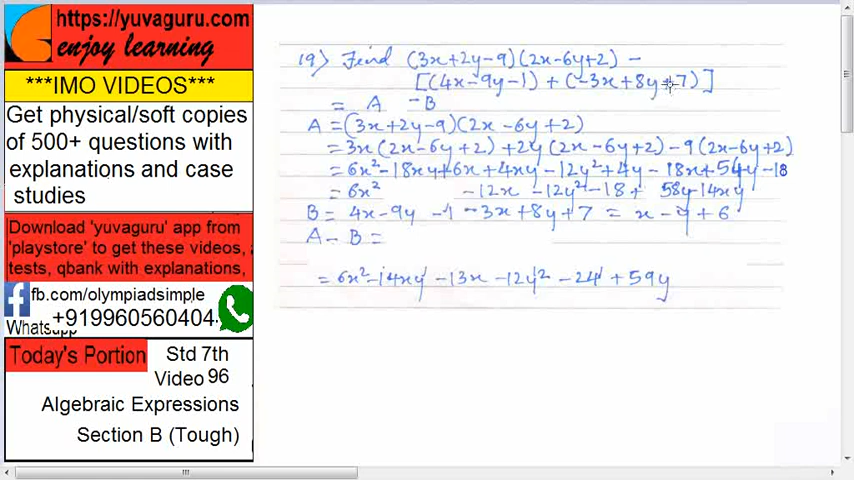 https://yuvaguru.com
enjoy learning
***IMO VIDEOS***
Get physical/soft copies
of 500+ questions with
explanations and case
studies
Download 'yuvaguru' app from
'playstore' to get these videos,
tests, qbank with explanations,
fb.com/olympiadsimple
Whatsapp
+919960560404
Today's Portion
Std 7th
Video 96
Algebraic Expressions
Section B (Tough)
19) Find (3x+2y-9)(2x-6y+2) -
[(4x-9y-1) + (-3x+8y+7)]
= A - B
A = (3x+2y-9)(2x-6y+2)
= 3x(2x-6y+2) + 2y(2x-6y+2) - 9(2x-6y+2)
= 6x²-18xy+6x+4xy-12y²+4y-18x+54y-18
= 6x² -12x -12y²-18+ 58y-14xy
B = 4x-9y -1 -3x+8y+7 = x-y+6
A - B =
= 6x²-14xy -13x -12y² -24 +59y